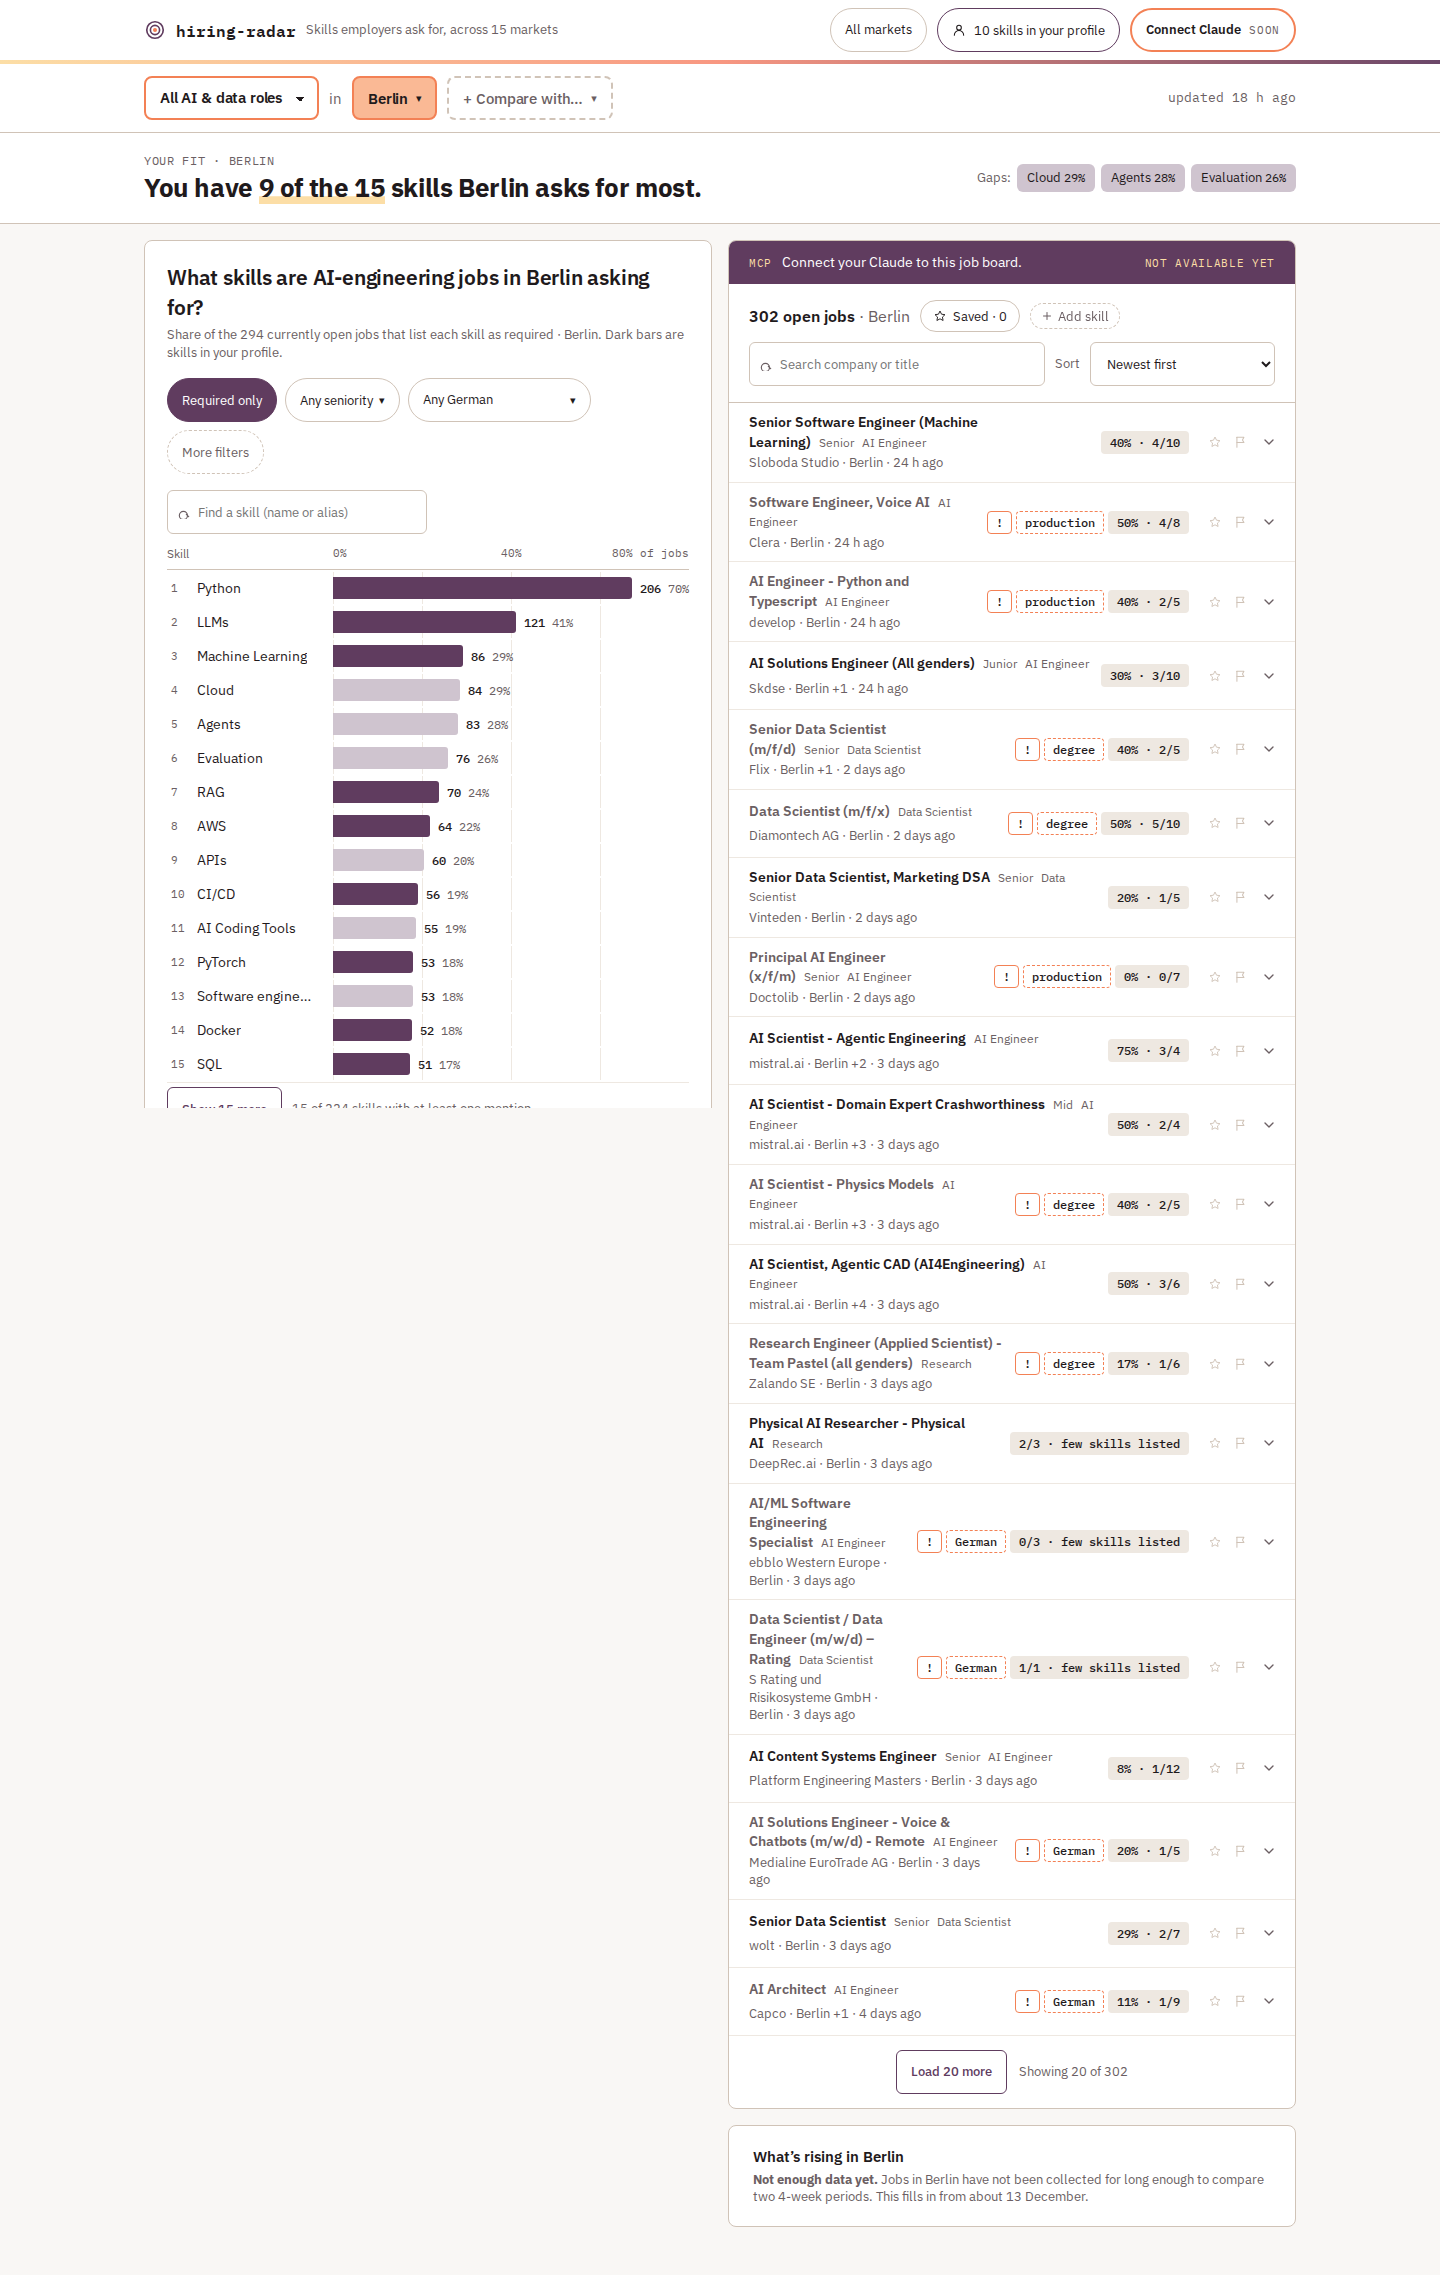 hiring-radar Skills employers ask for, across 15 markets All markets 10 skills in your profile Connect Claude SOON
All AI & data roles in Berlin + Compare with... updated 18 h ago
YOUR FIT · BERLIN
You have 9 of the 15 skills Berlin asks for most.
Gaps: Cloud 29% Agents 28% Evaluation 26%
What skills are AI-engineering jobs in Berlin asking
for?
Share of the 294 currently open jobs that list each skill as required · Berlin. Dark bars are
skills in your profile.
Required only Any seniority Any German
More filters
Find a skill (name or alias)
Skill 0% 40% 80% of jobs
1 Python 206 70%
2 LLMs 121 41%
3 Machine Learning 86 29%
4 Cloud 84 29%
5 Agents 83 28%
6 Evaluation 76 26%
7 RAG 70 24%
8 AWS 64 22%
9 APIs 60 20%
10 CI/CD 56 19%
11 AI Coding Tools 55 19%
12 PyTorch 53 18%
13 Software engine... 53 18%
14 Docker 52 18%
15 SQL 51 17%
Show 15 more 15 of 224 skills with at least one mention
MCP Connect your Claude to this job board. NOT AVAILABLE YET
302 open jobs · Berlin Saved · 0 + Add skill
Search company or title Sort Newest first
Senior Software Engineer (Machine
Learning) Senior AI Engineer 40% · 4/10
Sloboda Studio · Berlin · 24 h ago
Software Engineer, Voice AI AI
Engineer ! production 50% · 4/8
Clera · Berlin · 24 h ago
AI Engineer - Python and
Typescript AI Engineer ! production 40% · 2/5
develop · Berlin · 24 h ago
AI Solutions Engineer (All genders) Junior AI Engineer 30% · 3/10
Skdse · Berlin +1 · 24 h ago
Senior Data Scientist
(m/f/d) Senior Data Scientist ! degree 40% · 2/5
Flix · Berlin +1 · 2 days ago
Data Scientist (m/f/x) Data Scientist ! degree 50% · 5/10
Diamontech AG · Berlin · 2 days ago
Senior Data Scientist, Marketing DSA Senior Data
Scientist 20% · 1/5
Vinteden · Berlin · 2 days ago
Principal AI Engineer
(x/f/m) Senior AI Engineer ! production 0% · 0/7
Doctolib · Berlin · 2 days ago
AI Scientist - Agentic Engineering AI Engineer 75% · 3/4
mistral.ai · Berlin +2 · 3 days ago
AI Scientist - Domain Expert Crashworthiness Mid AI
Engineer 50% · 2/4
mistral.ai · Berlin +3 · 3 days ago
AI Scientist - Physics Models AI
Engineer ! degree 40% · 2/5
mistral.ai · Berlin +3 · 3 days ago
AI Scientist, Agentic CAD (AI4Engineering) AI
Engineer 50% · 3/6
mistral.ai · Berlin +4 · 3 days ago
Research Engineer (Applied Scientist) -
Team Pastel (all genders) Research ! degree 17% · 1/6
Zalando SE · Berlin · 3 days ago
Physical AI Researcher - Physical
AI Research 2/3 · few skills listed
DeepRec.ai · Berlin · 3 days ago
AI/ML Software
Engineering
Specialist AI Engineer ! German 0/3 · few skills listed
ebblo Western Europe ·
Berlin · 3 days ago
Data Scientist / Data
Engineer (m/w/d) –
Rating Data Scientist ! German 1/1 · few skills listed
S Rating und
Risikosysteme GmbH ·
Berlin · 3 days ago
AI Content Systems Engineer Senior AI Engineer 8% · 1/12
Platform Engineering Masters · Berlin · 3 days ago
AI Solutions Engineer - Voice &
Chatbots (m/w/d) - Remote AI Engineer ! German 20% · 1/5
Medialine EuroTrade AG · Berlin · 3 days
ago
Senior Data Scientist Senior Data Scientist 29% · 2/7
wolt · Berlin · 3 days ago
AI Architect AI Engineer ! German 11% · 1/9
Capco · Berlin +1 · 4 days ago
Load 20 more Showing 20 of 302
What’s rising in Berlin
Not enough data yet. Jobs in Berlin have not been collected for long enough to compare
two 4-week periods. This fills in from about 13 December.